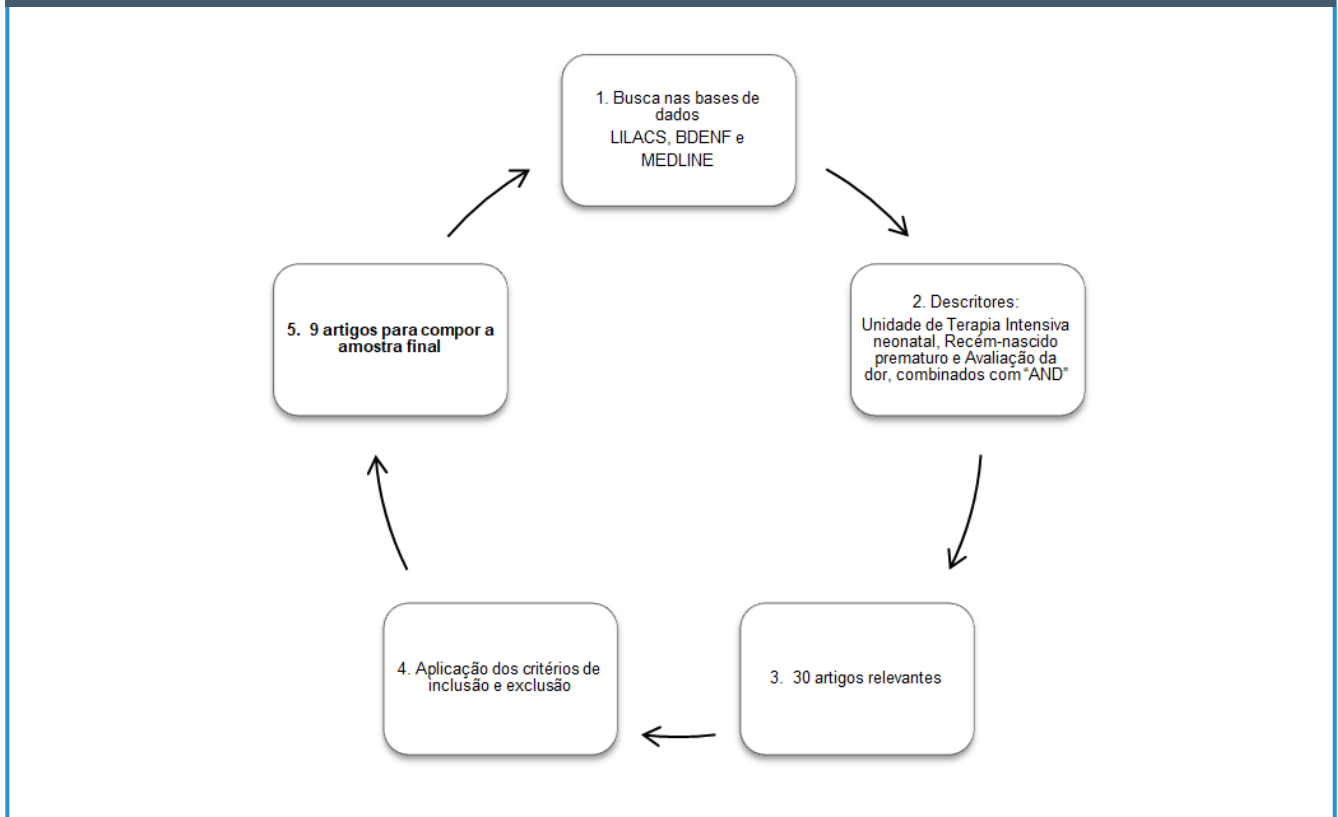 1. Busca nas bases de
dados
LILACS, BDENF e
MEDLINE
2. Descritores:
Unidade de Terapia Intensiva
neonatal, Recém-nascido
prematuro e Avaliação da
dor, combinados com “AND”
3. 30 artigos relevantes
4. Aplicação dos critérios de
inclusão e exclusão
5. 9 artigos para compor a
amostra final